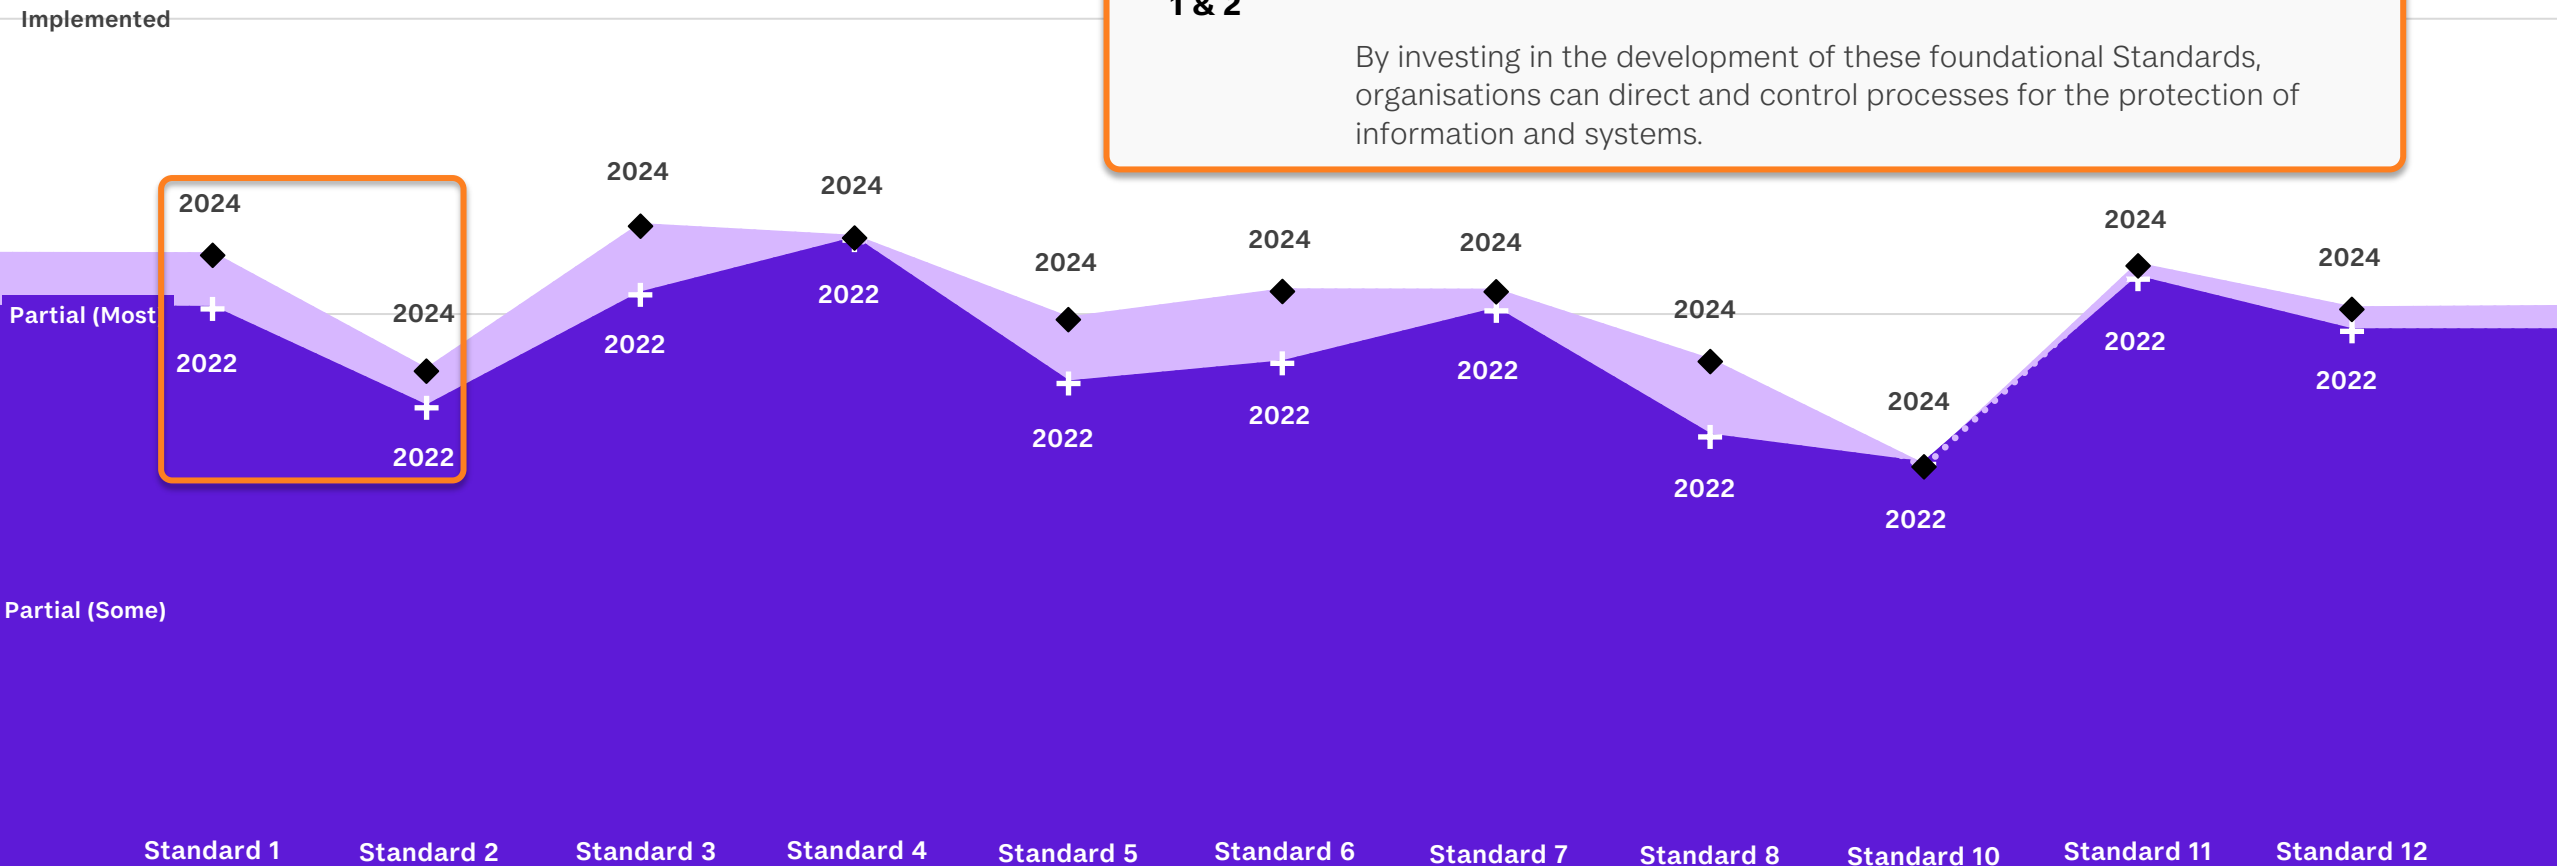 Implemented
1 & 2
By investing in the development of these foundational Standards,
organisations can direct and control processes for the protection of
information and systems.
2024
2024
2024
2024
2024
2024
2024
2024
2024
2024
2024
Partial (Most
2022
2022
2022
2022
2022
2022
2022
2022
2022
2022
2022
Partial (Some)
Standard 1
Standard 2
Standard 3
Standard 4
Standard 5
Standard 6
Standard 7
Standard 8
Standard 10
Standard 11
Standard 12